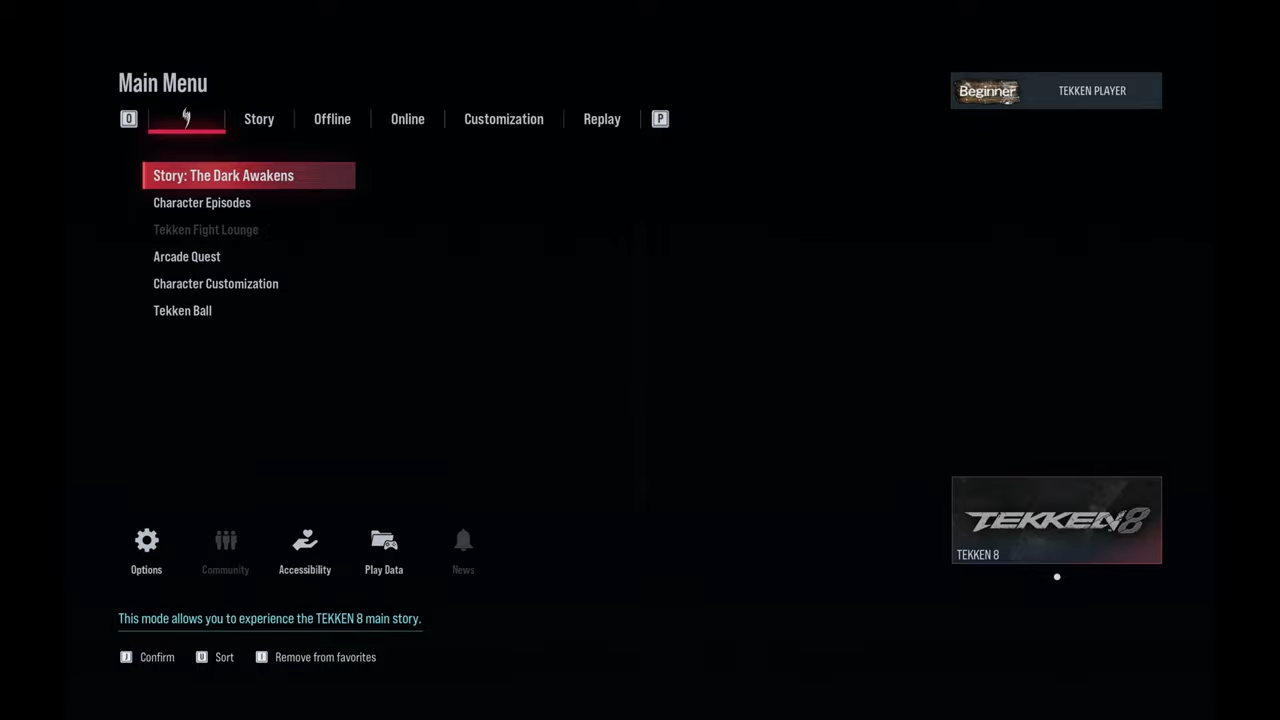 Main Menu
Beginner TEKKEN PLAYER
O Story Offline Online Customization Replay P
Story: The Dark Awakens
Character Episodes
Tekken Fight Lounge
Arcade Quest
Character Customization
Tekken Ball
TEKKEN 8
TEKKEN 8
Options Community Accessibility Play Data News
This mode allows you to experience the TEKKEN 8 main story.
J Confirm U Sort I Remove from favorites